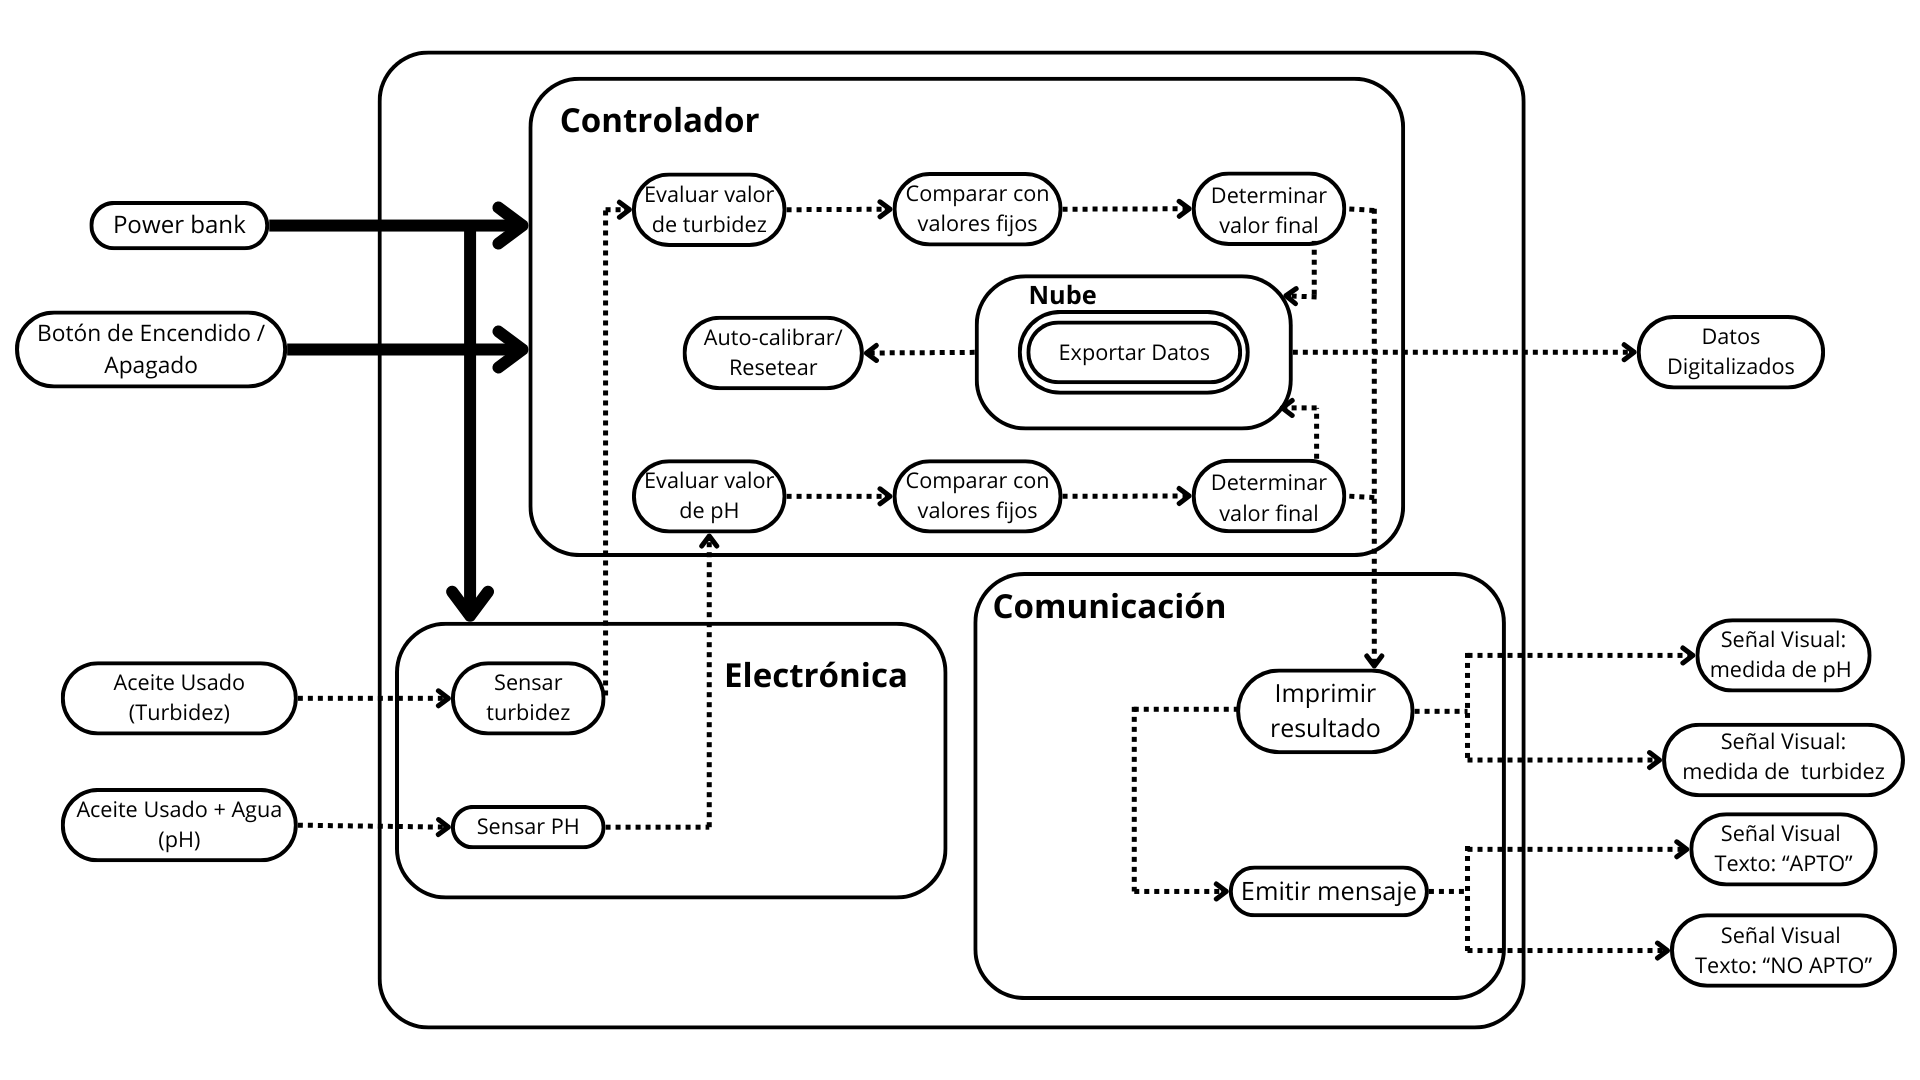 Controlador
Evaluar valor
de turbidez
Comparar con
valores fijos
Determinar
valor final
Power bank
Botón de Encendido /
Apagado
Nube
Exportar Datos
Auto-calibrar/
Resetear
Datos
Digitalizados
Evaluar valor
de pH
Comparar con
valores fijos
Determinar
valor final
Electrónica
Aceite Usado
(Turbidez)
Sensar
turbidez
Aceite Usado + Agua
(pH)
Sensar PH
Comunicación
Imprimir
resultado
Emitir mensaje
Señal Visual:
medida de pH
Señal Visual:
medida de  turbidez
Señal Visual
Texto: “APTO”
Señal Visual
Texto: “NO APTO”